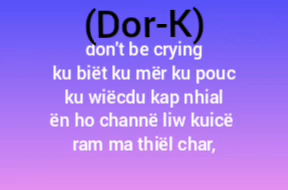 (Dor-K)
don't be crying
ku biët ku mër ku pouc
ku wiëcdu kap nhial
ën ho channë liw kuicë
ram ma thiël char,